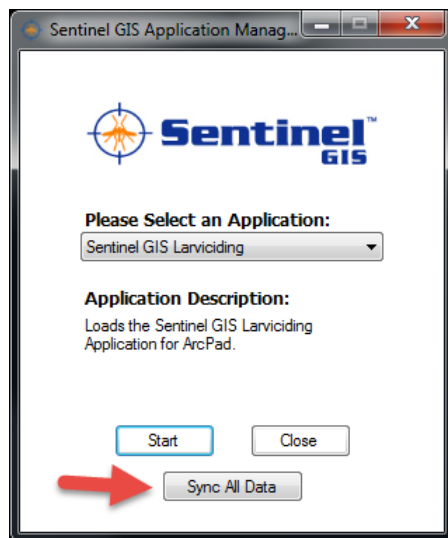 Sentinel GIS Application Manag...
Sentinel™
GIS
Please Select an Application:
Sentinel GIS Larviciding
Application Description:
Loads the Sentinel GIS Larviciding
Application for ArcPad.
Start Close
Sync All Data